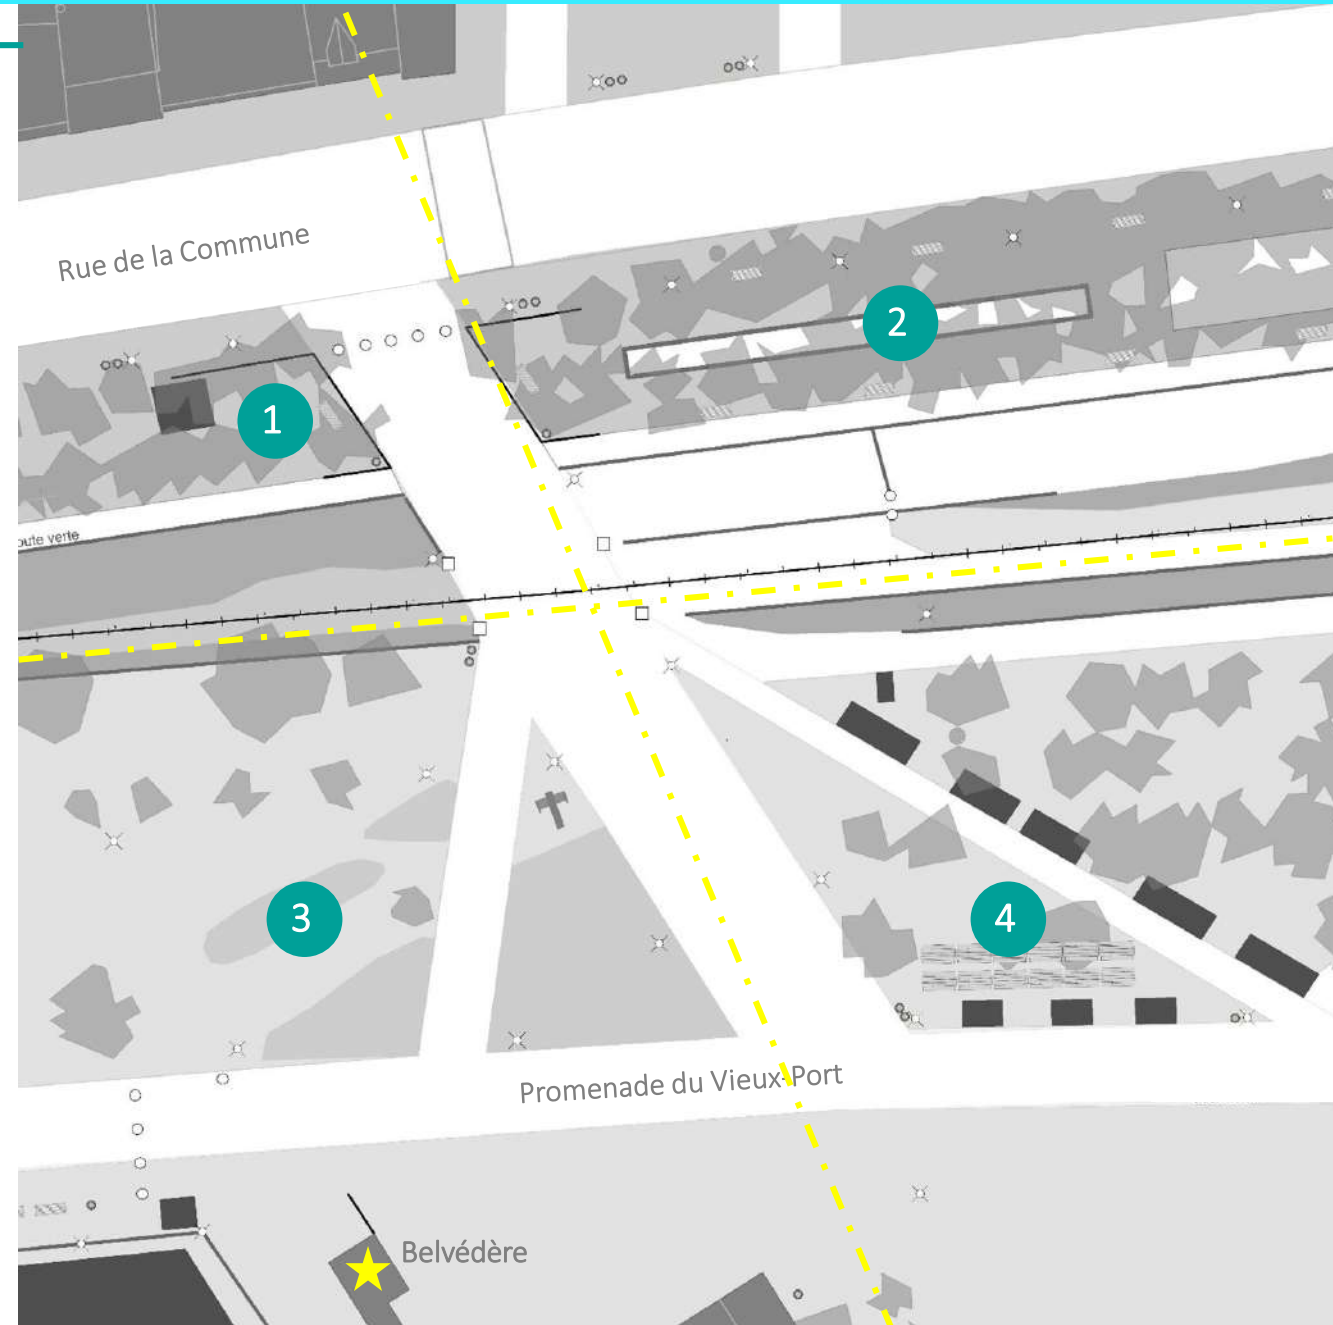 Rue de la Commune
2
1
oute verte
3
4
Promenade du Vieux-Port
Belvédère